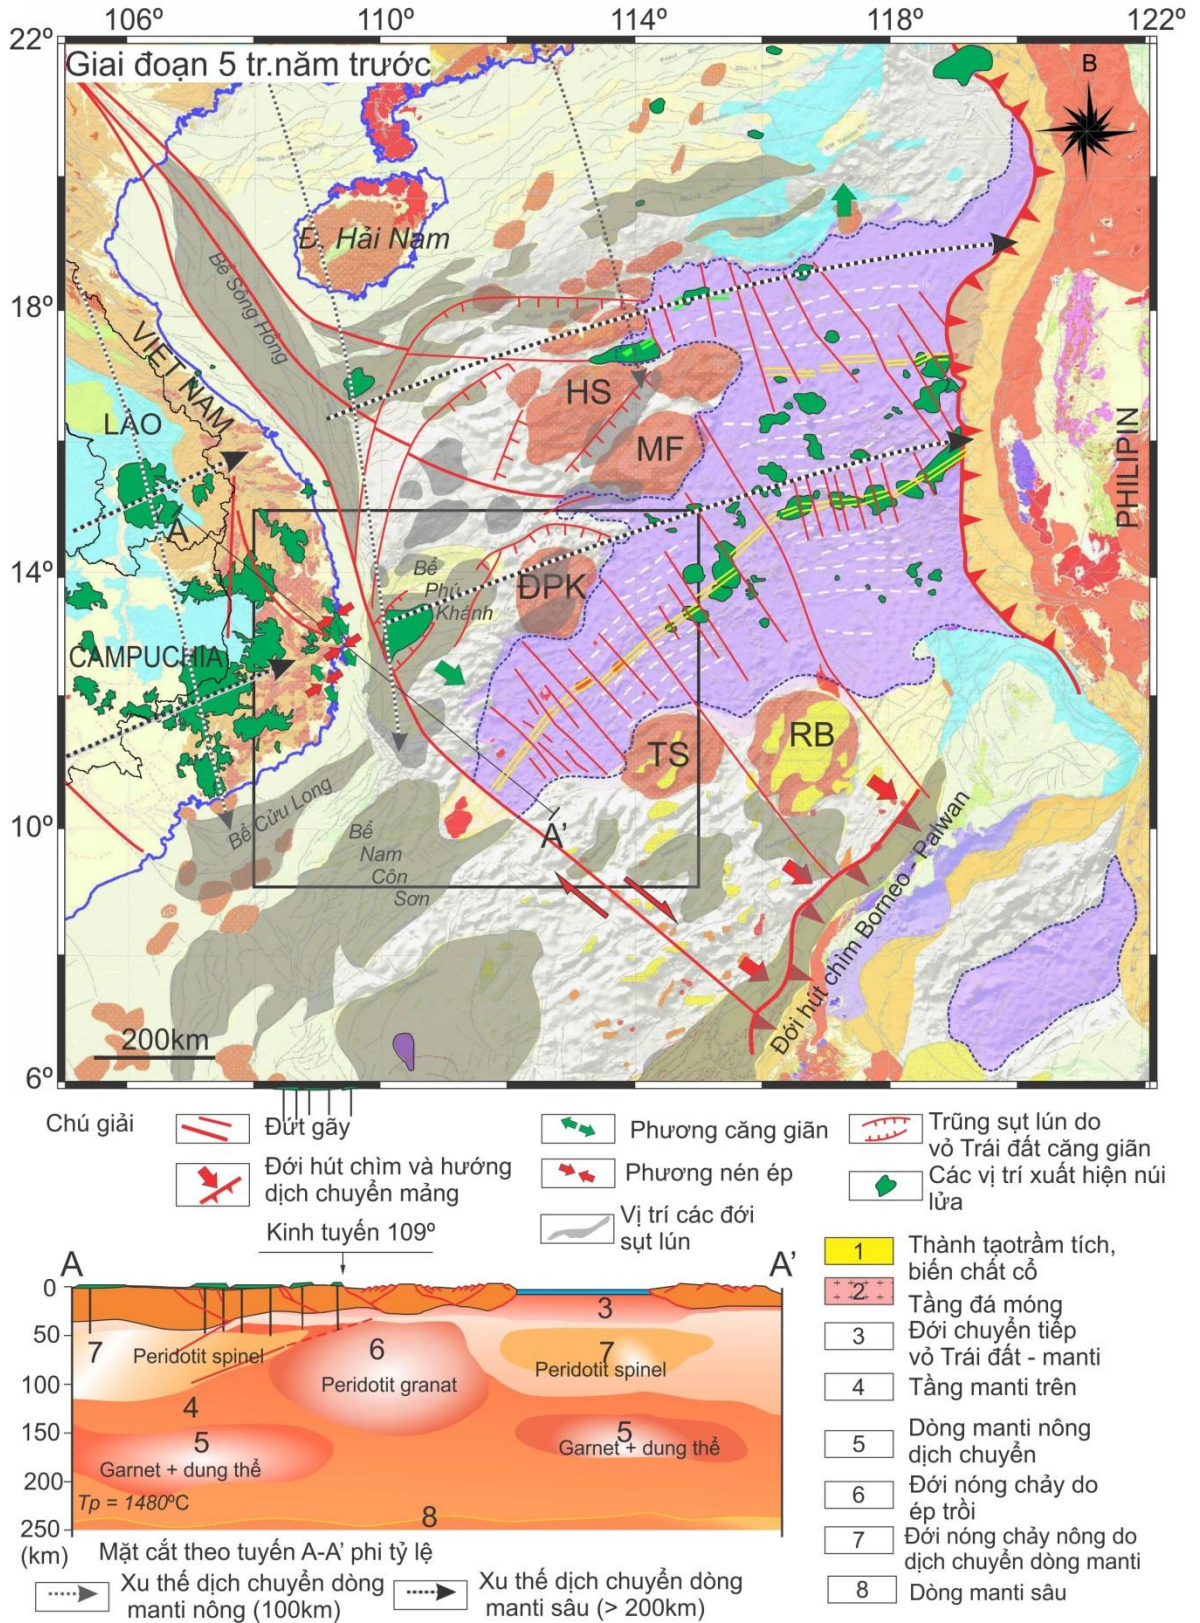 106º 110º 114º 118º 122º
22º
Giai đoạn 5 tr.năm trước
B
Đ. Hải Nam
Bể Sông Hồng
18º
VIỆT NAM
LAO
HS
MF
PHILIPIN
A
14º
Bể
Phú
Khánh
ĐPK
CAMPUCHIA
TS
RB
10º
Bể Cửu Long
A'
Bể
Nam
Côn
Sơn
Đới hút chìm Borneo - Palwan
200km
6º
Chú giải
Đứt gãy
Đới hút chìm và hướng
dịch chuyển mảng
Phương căng giãn
Phương nén ép
Vị trí các đới
sụt lún
Trũng sụt lún do
vỏ Trái đất căng giãn
Các vị trí xuất hiện núi
lửa
Kinh tuyến 109º
A A'
0
50
100
150
200
250
(km)
3
7
Peridotit spinel
6
Peridotit granat
7
Peridotit spinel
4
5
Garnet + dung thể
5
Garnet + dung thể
Tp = 1480ºC
8
Mặt cắt theo tuyến A-A' phi tỷ lệ
Xu thế dịch chuyển dòng
manti nông (100km)
Xu thế dịch chuyển dòng
manti sâu (> 200km)
1 Thành tạotrầm tích,
biến chất cổ
2 Tầng đá móng
3 Đới chuyển tiếp
vỏ Trái đất - manti
4 Tầng manti trên
5 Dòng manti nông
dịch chuyển
6 Đới nóng chảy do
ép trồi
7 Đới nóng chảy nông do
dịch chuyển dòng manti
8 Dòng manti sâu